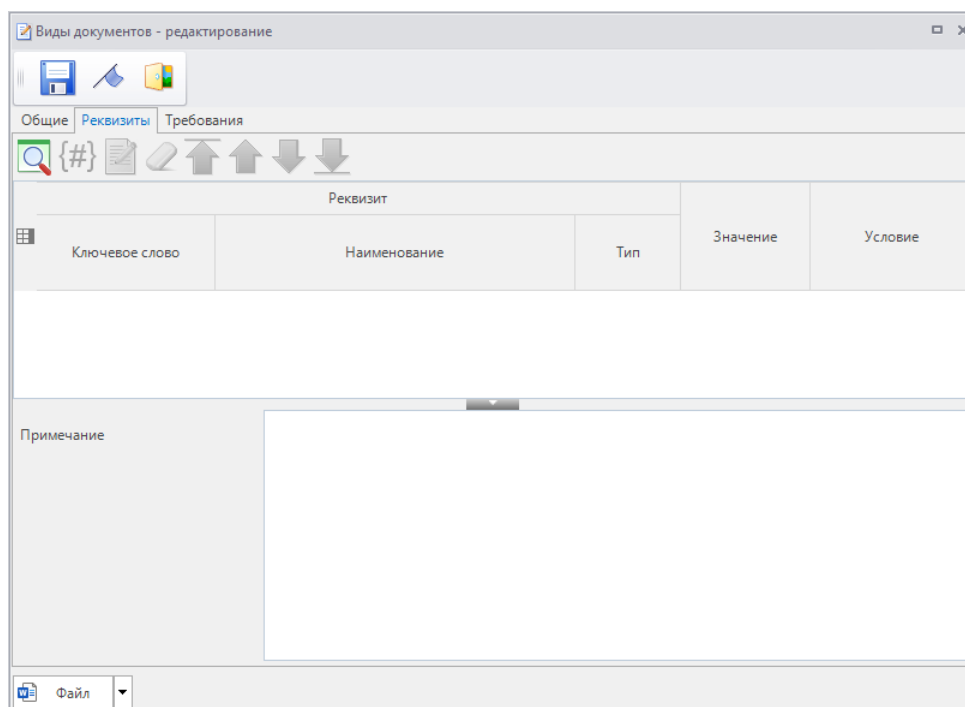 Виды документов - редактирование
Общие Реквизиты Требования
{#}
Реквизит
Ключевое слово Наименование Тип Значение Условие
Примечание
Файл